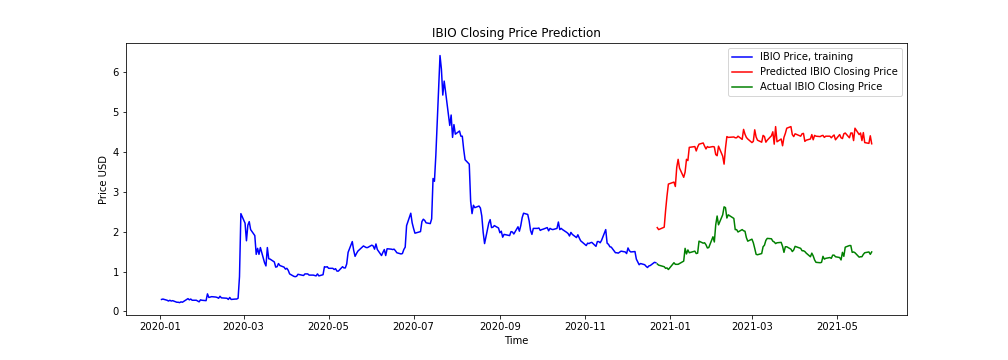 IBIO Closing Price Prediction
IBIO Price, training
Predicted IBIO Closing Price
Actual IBIO Closing Price
Price USD
6
5
4
3
2
1
0
2020-01
2020-03
2020-05
2020-07
2020-09
2020-11
2021-01
2021-03
2021-05
Time